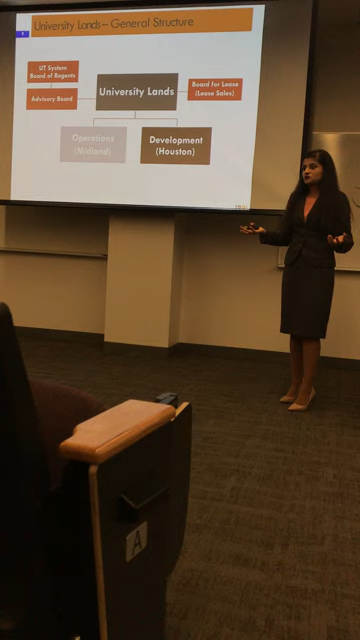 University Lands – General Structure
UT System
Board of Regents
Advisory Board
University Lands
Board for Lease
(Lease Sales)
Operations
(Midland)
Development
(Houston)
A